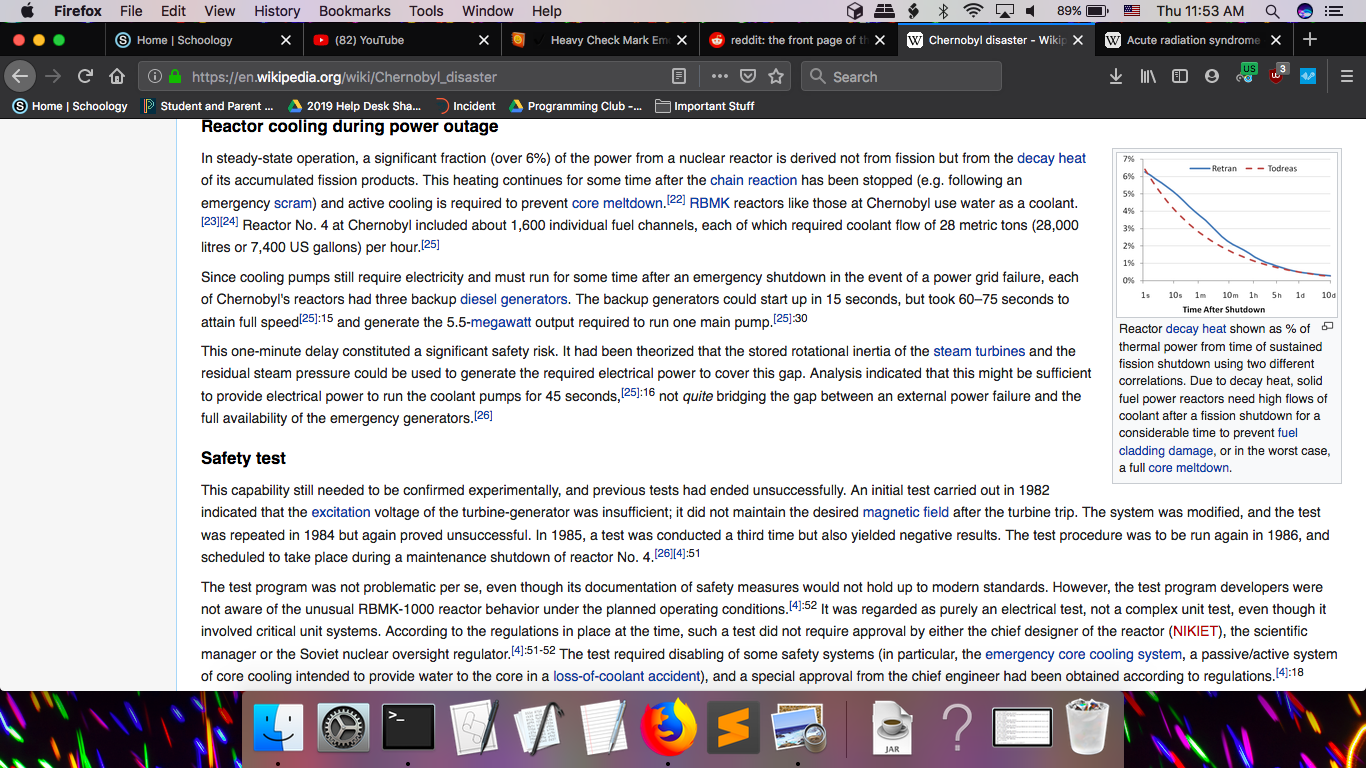 Firefox File Edit View History Bookmarks Tools Window Help 89% Thu 11:53 AM
Home | Schoology (82) YouTube Heavy Check Mark Em reddit: the front page of th Chernobyl disaster - Wikip Acute radiation syndrome
https://en.wikipedia.org/wiki/Chernobyl_disaster Search US 3
Home | Schoology Student and Parent ... 2019 Help Desk Sha... Incident Programming Club -... Important Stuff
Reactor cooling during power outage
In steady-state operation, a significant fraction (over 6%) of the power from a nuclear reactor is derived not from fission but from the decay heat
of its accumulated fission products. This heating continues for some time after the chain reaction has been stopped (e.g. following an
emergency scram) and active cooling is required to prevent core meltdown.[22] RBMK reactors like those at Chernobyl use water as a coolant.
[23][24] Reactor No. 4 at Chernobyl included about 1,600 individual fuel channels, each of which required coolant flow of 28 metric tons (28,000
litres or 7,400 US gallons) per hour.[25]
Since cooling pumps still require electricity and must run for some time after an emergency shutdown in the event of a power grid failure, each
of Chernobyl's reactors had three backup diesel generators. The backup generators could start up in 15 seconds, but took 60–75 seconds to
attain full speed[25]:15 and generate the 5.5-megawatt output required to run one main pump.[25]:30
This one-minute delay constituted a significant safety risk. It had been theorized that the stored rotational inertia of the steam turbines and the
residual steam pressure could be used to generate the required electrical power to cover this gap. Analysis indicated that this might be sufficient
to provide electrical power to run the coolant pumps for 45 seconds,[25]:16 not quite bridging the gap between an external power failure and the
full availability of the emergency generators.[26]
7%
6%
5%
4%
3%
2%
1%
0%
Retran Todreas
1s 10s 1m 10m 1h 5h 1d 10d
Time After Shutdown
Reactor decay heat shown as % of
thermal power from time of sustained
fission shutdown using two different
correlations. Due to decay heat, solid
fuel power reactors need high flows of
coolant after a fission shutdown for a
considerable time to prevent fuel
cladding damage, or in the worst case,
a full core meltdown.
Safety test
This capability still needed to be confirmed experimentally, and previous tests had ended unsuccessfully. An initial test carried out in 1982
indicated that the excitation voltage of the turbine-generator was insufficient; it did not maintain the desired magnetic field after the turbine trip. The system was modified, and the test
was repeated in 1984 but again proved unsuccessful. In 1985, a test was conducted a third time but also yielded negative results. The test procedure was to be run again in 1986, and
scheduled to take place during a maintenance shutdown of reactor No. 4.[26][4]:51
The test program was not problematic per se, even though its documentation of safety measures would not hold up to modern standards. However, the test program developers were
not aware of the unusual RBMK-1000 reactor behavior under the planned operating conditions.[4]:52 It was regarded as purely an electrical test, not a complex unit test, even though it
involved critical unit systems. According to the regulations in place at the time, such a test did not require approval by either the chief designer of the reactor (NIKIET), the scientific
manager or the Soviet nuclear oversight regulator.[4]:51-52 The test required disabling of some safety systems (in particular, the emergency core cooling system, a passive/active system
of core cooling intended to provide water to the core in a loss-of-coolant accident), and a special approval from the chief engineer had been obtained according to regulations.[4]:18
>_
JAR